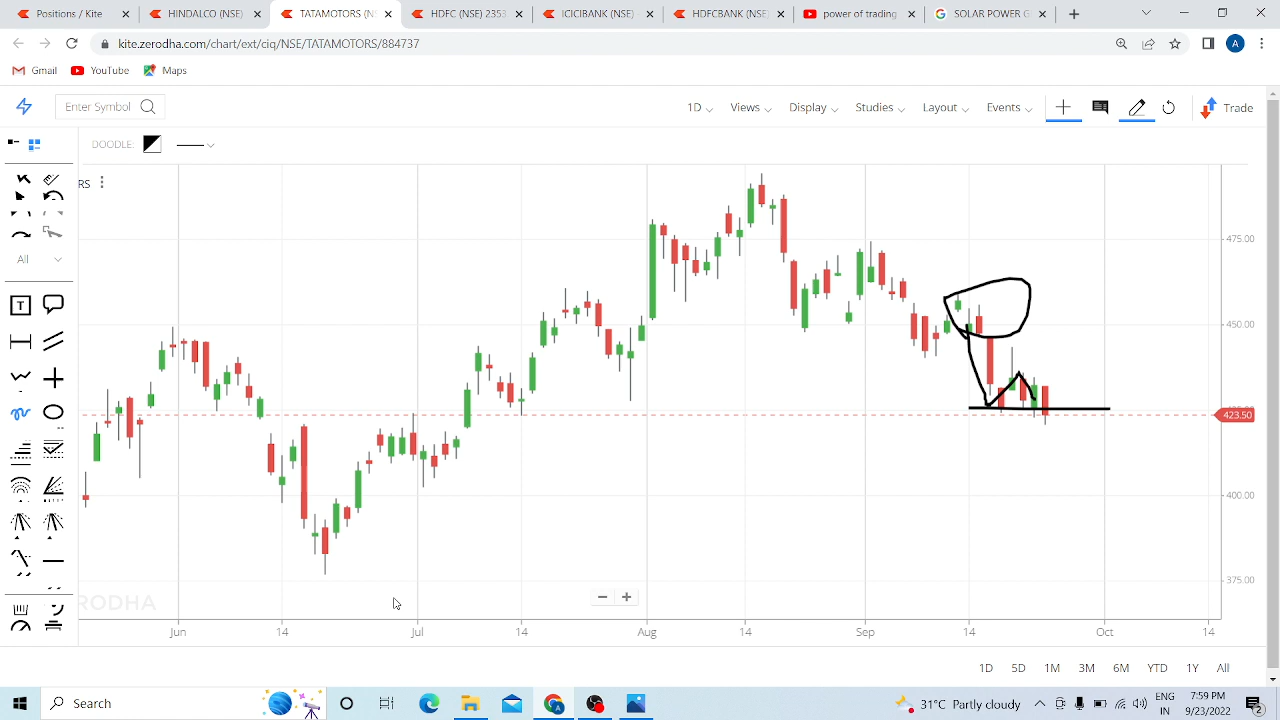 Positions / K
HINDALCO (NSE)
TATAMOTORS (N
HDFC (NSE) 2353
ICICIBANK (NSE)
HDFCBANK (NSE)
power of trading
SOLAR POWER G
kite.zerodha.com/chart/ext/ciq/NSE/TATAMOTORS/884737
A
Gmail YouTube Maps
Enter Symbol
1D Views Display Studies Layout Events Trade
DOODLE:
RS
All
T
475.00
450.00
423.50
400.00
375.00
RODHA
Jun 14 Jul 14 Aug 14 Sep 14 Oct 14
1D 5D 1M 3M 6M YTD 1Y All
Search
31°C Partly cloudy
ENG
IN
7:59 PM
9/23/2022
2